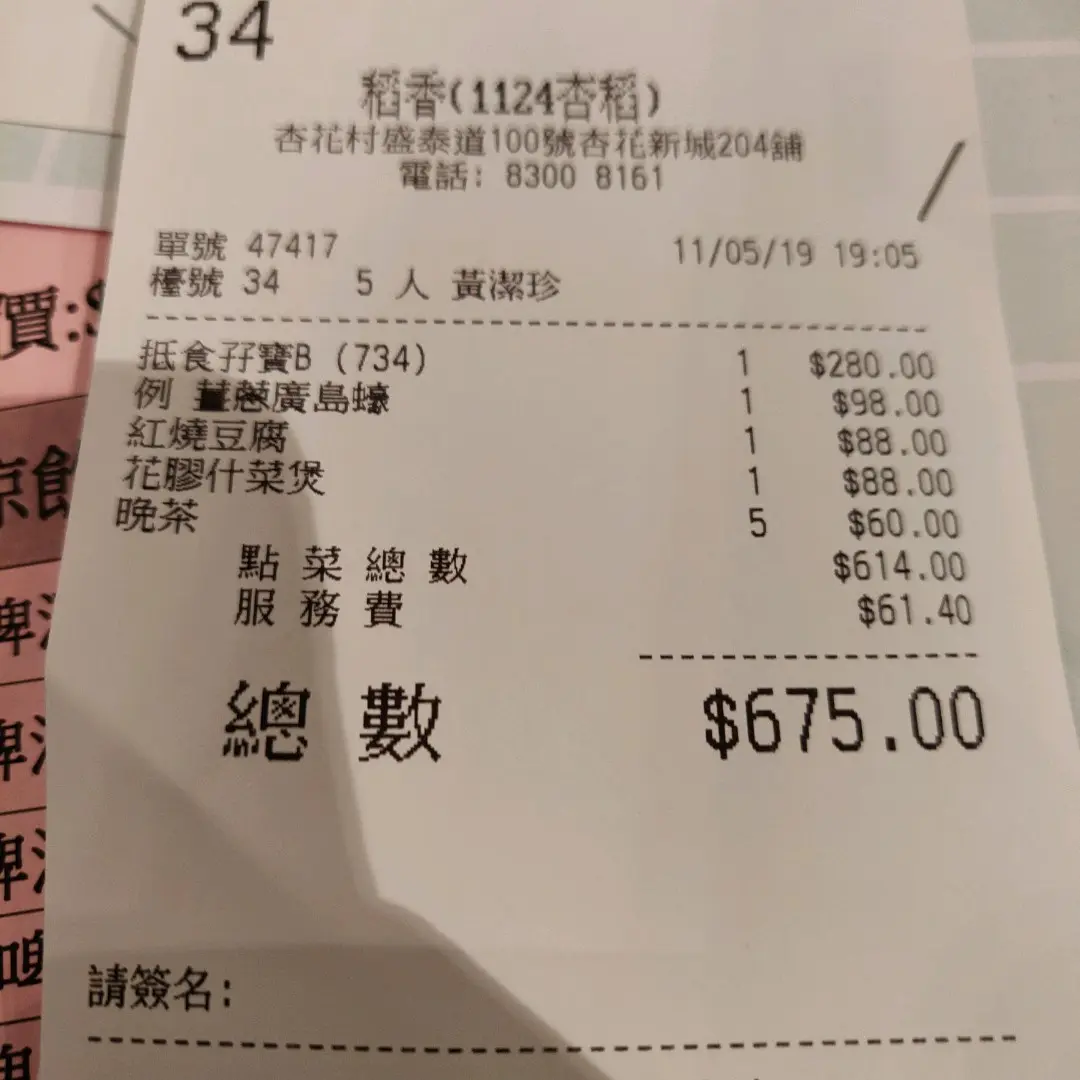 34
稻香(1124杏稻)
杏花村盛泰道100號杏花新城204舖
電話: 8300 8161
單號 47417 11/05/19 19:05
檯號 34 5 人 黃潔珍
抵食孖寶B (734) 1 $280.00
例 薑蔥廣島蠔 1 $98.00
紅燒豆腐 1 $88.00
花膠什菜煲 1 $88.00
晚茶 5 $60.00
點菜總數 $614.00
服務費 $61.40
總數 $675.00
請簽名:
價:$